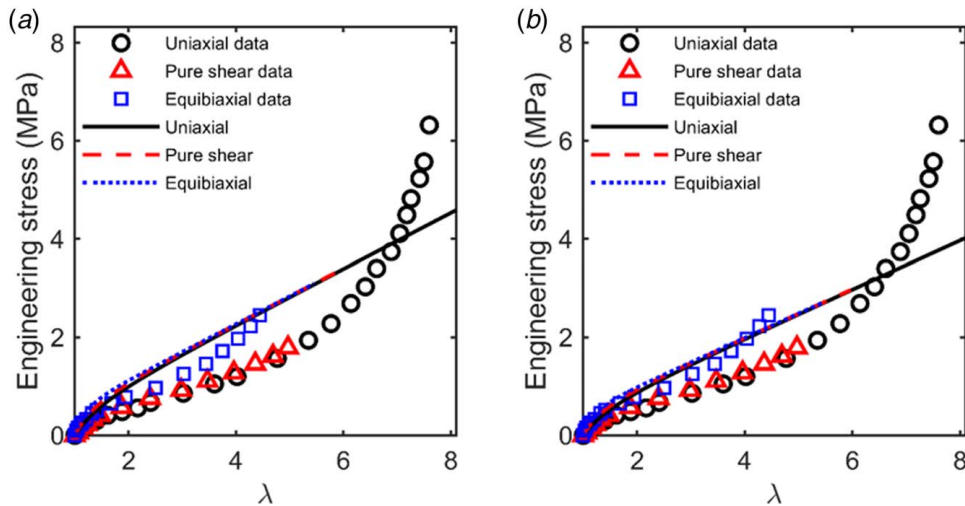 (a)
Engineering stress (MPa)
8
6
4
2
0
Uniaxial data
Pure shear data
Equibiaxial data
Uniaxial
Pure shear
Equibiaxial
2 4 6 8
λ
(b)
Engineering stress (MPa)
8
6
4
2
0
Uniaxial data
Pure shear data
Equibiaxial data
Uniaxial
Pure shear
Equibiaxial
2 4 6 8
λ